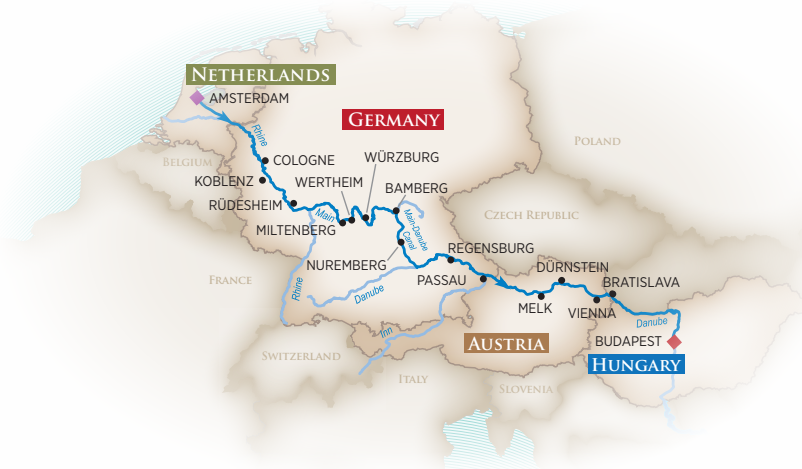 NETHERLANDS
AMSTERDAM
GERMANY
Rhine
POLAND
BELGIUM
COLOGNE
WÜRZBURG
KOBLENZ
WERTHEIM
BAMBERG
RÜDESHEIM
Main
MILTENBERG
Main-Danube
Canal
CZECH REPUBLIC
NUREMBERG
REGENSBURG
FRANCE
Rhine
Danube
PASSAU
DÜRNSTEIN
BRATISLAVA
MELK
VIENNA
Danube
Inn
AUSTRIA
BUDAPEST
SWITZERLAND
HUNGARY
ITALY
SLOVENIA